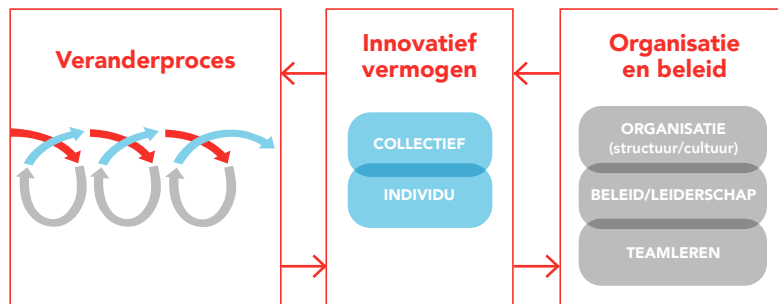 Veranderproces
Innovatief
vermogen
COLLECTIEF
INDIVIDU
Organisatie
en beleid
ORGANISATIE
(structuur/cultuur)
BELEID/LEIDERSCHAP
TEAMLEREN